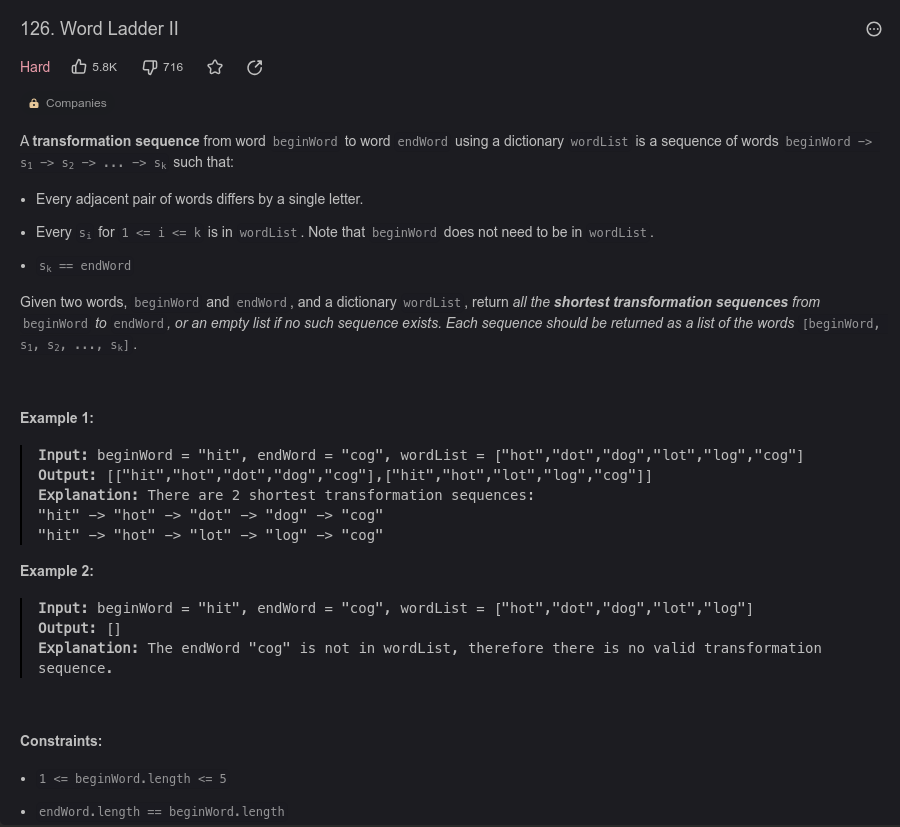 126. Word Ladder II
Hard 5.8K 716
Companies
A transformation sequence from word beginWord to word endWord using a dictionary wordList is a sequence of words beginWord ->
s1 -> s2 -> ... -> sk such that:
• Every adjacent pair of words differs by a single letter.
• Every si for 1 <= i <= k is in wordList. Note that beginWord does not need to be in wordList.
• sk == endWord
Given two words, beginWord and endWord, and a dictionary wordList, return all the shortest transformation sequences from
beginWord to endWord, or an empty list if no such sequence exists. Each sequence should be returned as a list of the words [beginWord,
s1, s2, ..., sk].
Example 1:
Input: beginWord = "hit", endWord = "cog", wordList = ["hot","dot","dog","lot","log","cog"]
Output: [["hit","hot","dot","dog","cog"],["hit","hot","lot","log","cog"]]
Explanation: There are 2 shortest transformation sequences:
"hit" -> "hot" -> "dot" -> "dog" -> "cog"
"hit" -> "hot" -> "lot" -> "log" -> "cog"
Example 2:
Input: beginWord = "hit", endWord = "cog", wordList = ["hot","dot","dog","lot","log"]
Output: []
Explanation: The endWord "cog" is not in wordList, therefore there is no valid transformation
sequence.
Constraints:
• 1 <= beginWord.length <= 5
• endWord.length == beginWord.length